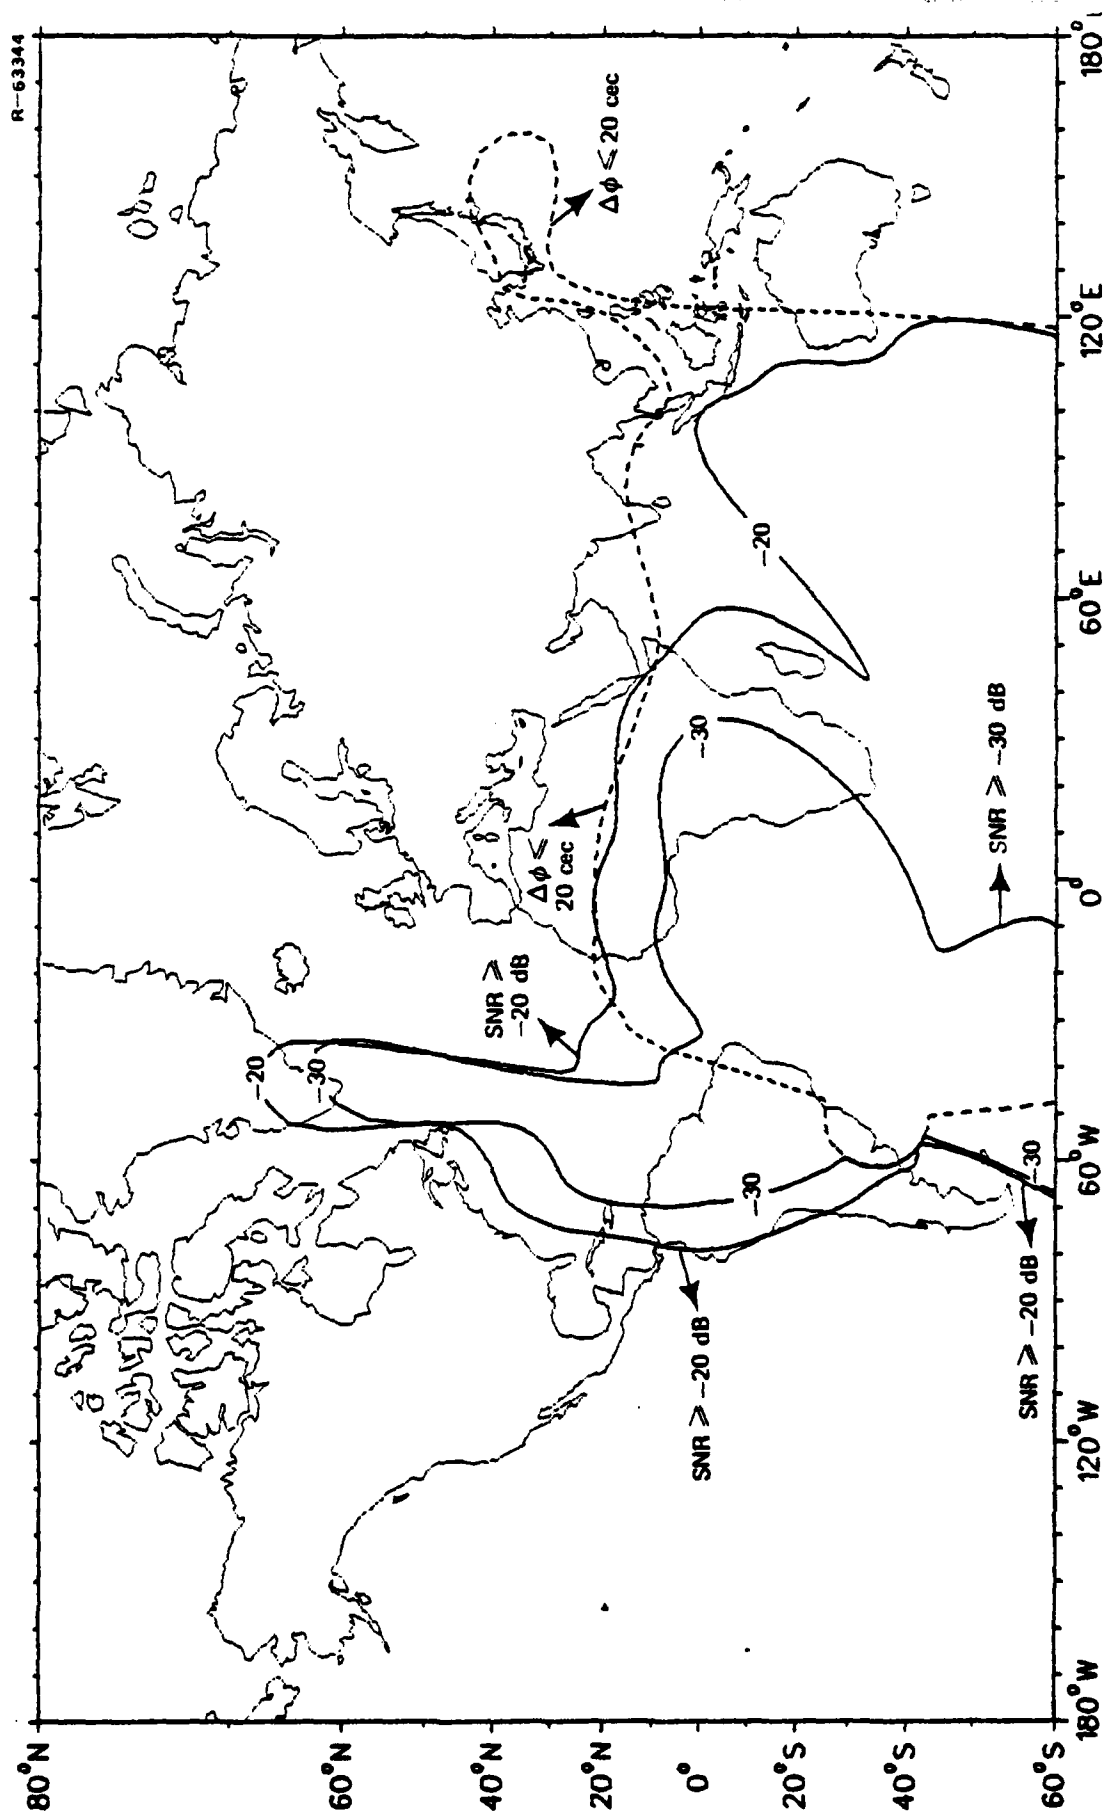 R-63344
80°N
60°N
40°N
20°N
0°
20°S
40°S
60°S
180°W
120°W
60°W
0°
60°E
120°E
-20
-30
SNR ⩾
-20 dB
Δφ ⩽
20 cec
Δφ ⩽ 20 cec
-30
-20
-30
SNR ⩾ -20 dB
-30
SNR ⩾ -20 dB
SNR ⩾ -30 dB